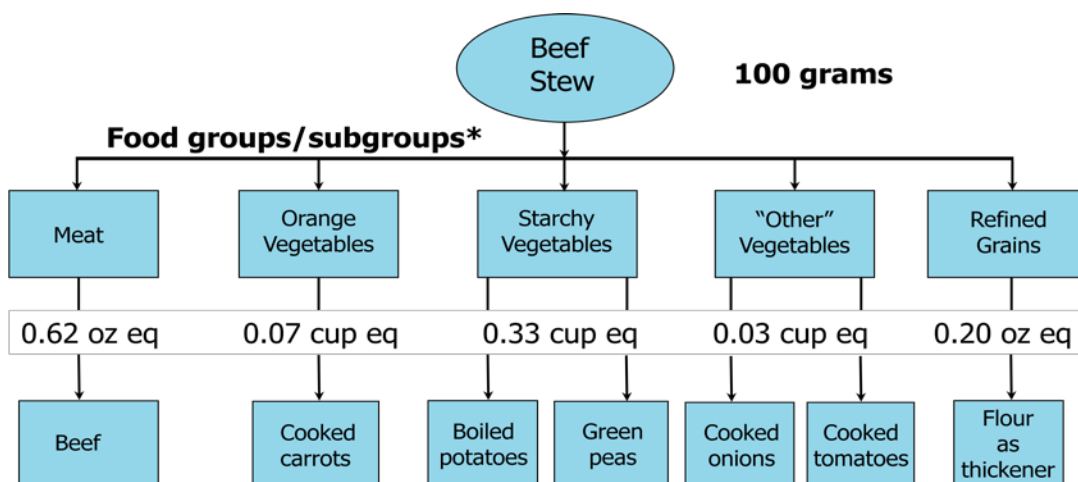 Beef
Stew
100 grams
Food groups/subgroups*
Meat
Orange
Vegetables
Starchy
Vegetables
“Other”
Vegetables
Refined
Grains
0.62 oz eq
0.07 cup eq
0.33 cup eq
0.03 cup eq
0.20 oz eq
Beef
Cooked
carrots
Boiled
potatoes
Green
peas
Cooked
onions
Cooked
tomatoes
Flour
as
thickener